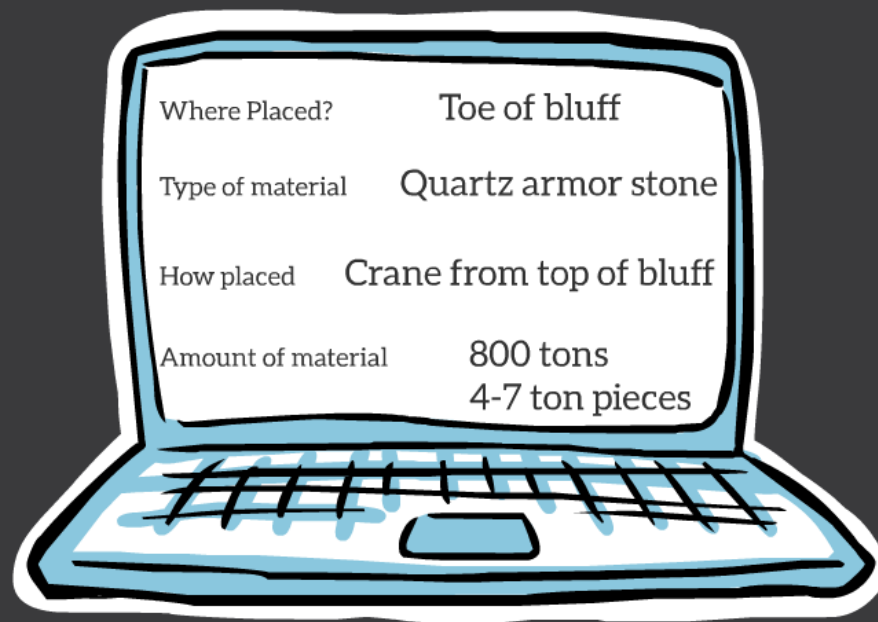 Where Placed? Toe of bluff
Type of material Quartz armor stone
How placed Crane from top of bluff
Amount of material 800 tons
4-7 ton pieces